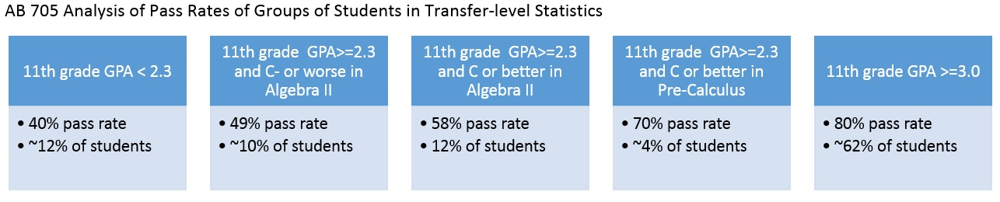 AB 705 Analysis of Pass Rates of Groups of Students in Transfer-level Statistics
11th grade GPA < 2.3
• 40% pass rate
• ~12% of students
11th grade  GPA>=2.3
and C- or worse in
Algebra II
• 49% pass rate
• ~10% of students
11th grade  GPA>=2.3
and C or better in
Algebra II
• 58% pass rate
• 12% of students
11th grade  GPA>=2.3
and C or better in
Pre-Calculus
• 70% pass rate
• ~4% of students
11th grade GPA >=3.0
• 80% pass rate
• ~62% of students